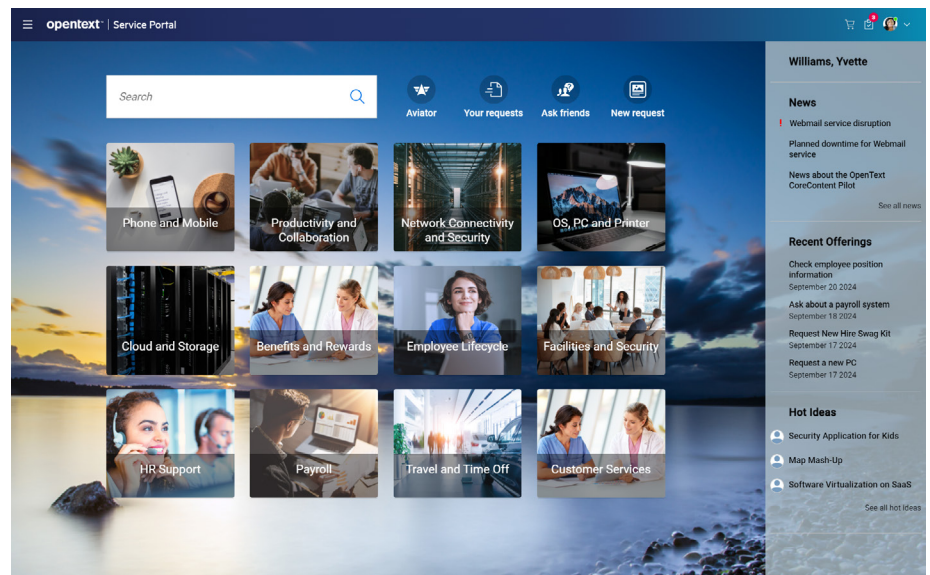 opentext™ | Service Portal
3
Search
Aviator
Your requests
Ask friends
New request
Phone and Mobile
Productivity and
Collaboration
Network Connectivity
and Security
OS, PC and Printer
Cloud and Storage
Benefits and Rewards
Employee Lifecycle
Facilities and Security
HR Support
Payroll
Travel and Time Off
Customer Services
Williams, Yvette
News
! Webmail service disruption
Planned downtime for Webmail
service
News about the OpenText
CoreContent Pilot
See all news
Recent Offerings
Check employee position
information
September 20 2024
Ask about a payroll system
September 18 2024
Request New Hire Swag Kit
September 17 2024
Request a new PC
September 17 2024
Hot Ideas
Security Application for Kids
Map Mash-Up
Software Virtualization on SaaS
See all hot ideas